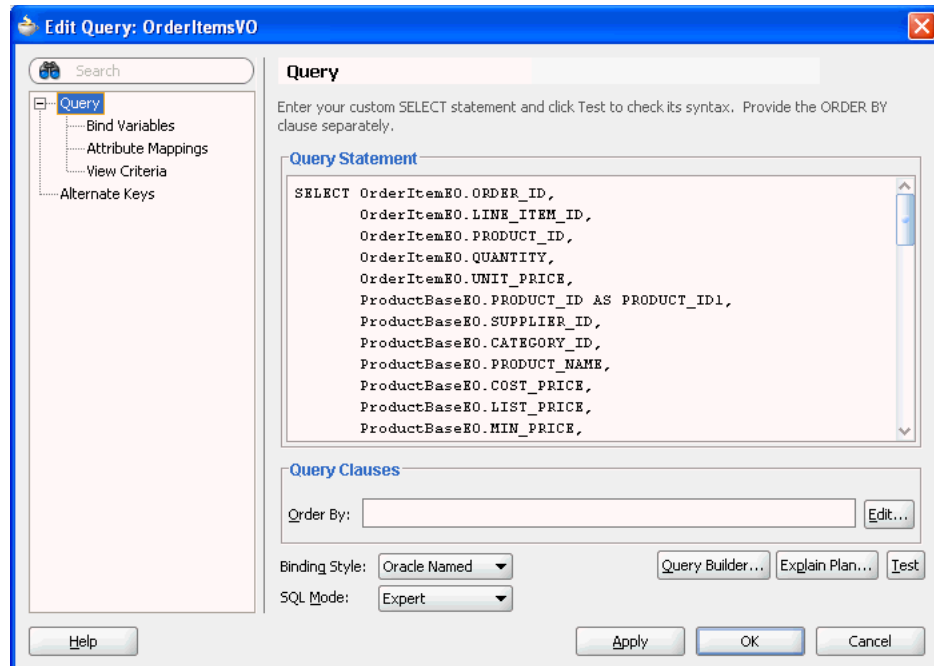 Edit Query: OrderItemsVO
Search
Query
Bind Variables
Attribute Mappings
View Criteria
Alternate Keys
Query
Enter your custom SELECT statement and click Test to check its syntax. Provide the ORDER BY
clause separately.
Query Statement
SELECT OrderItemEO.ORDER_ID,
OrderItemEO.LINE_ITEM_ID,
OrderItemEO.PRODUCT_ID,
OrderItemEO.QUANTITY,
OrderItemEO.UNIT_PRICE,
ProductBaseEO.PRODUCT_ID AS PRODUCT_ID1,
ProductBaseEO.SUPPLIER_ID,
ProductBaseEO.CATEGORY_ID,
ProductBaseEO.PRODUCT_NAME,
ProductBaseEO.COST_PRICE,
ProductBaseEO.LIST_PRICE,
ProductBaseEO.MIN_PRICE,
Query Clauses
Order By: Edit...
Binding Style: Oracle Named Query Builder... Explain Plan... Test
SQL Mode: Expert
Help Apply OK Cancel